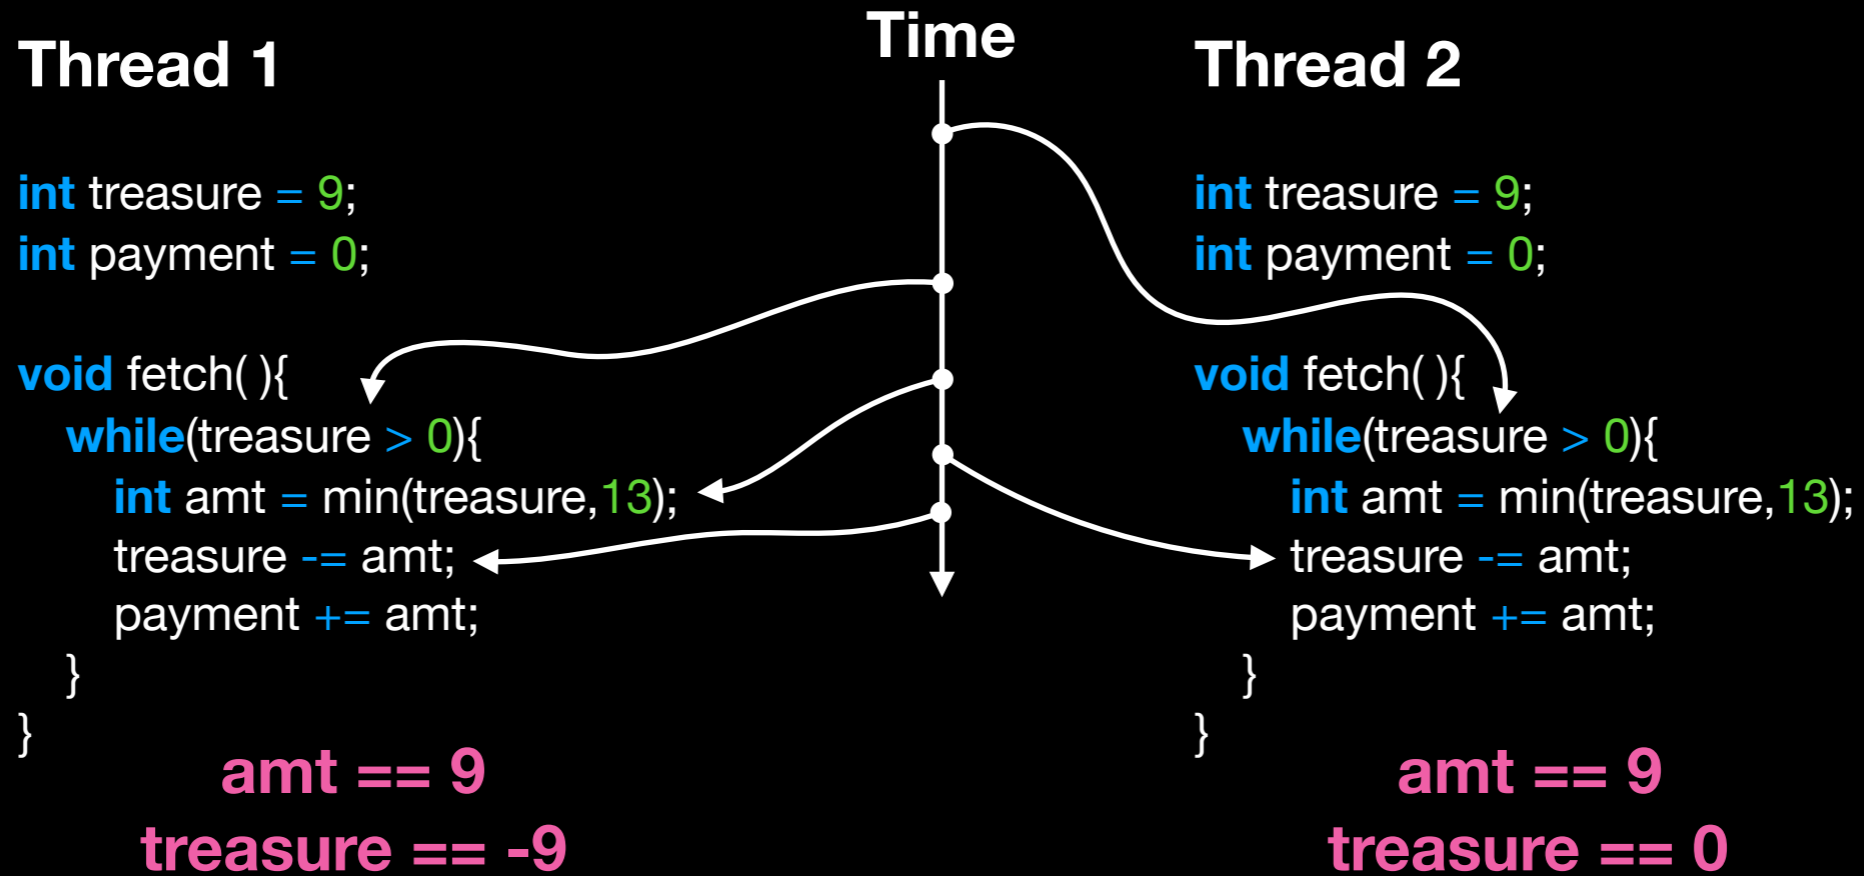 Time
Thread 1
int treasure = 9;
int payment = 0;
void fetch( ){
while(treasure > 0){
int amt = min(treasure,13);
treasure -= amt;
payment += amt;
}
}
amt == 9
treasure == -9
Thread 2
int treasure = 9;
int payment = 0;
void fetch( ){
while(treasure > 0){
int amt = min(treasure,13);
treasure -= amt;
payment += amt;
}
}
amt == 9
treasure == 0